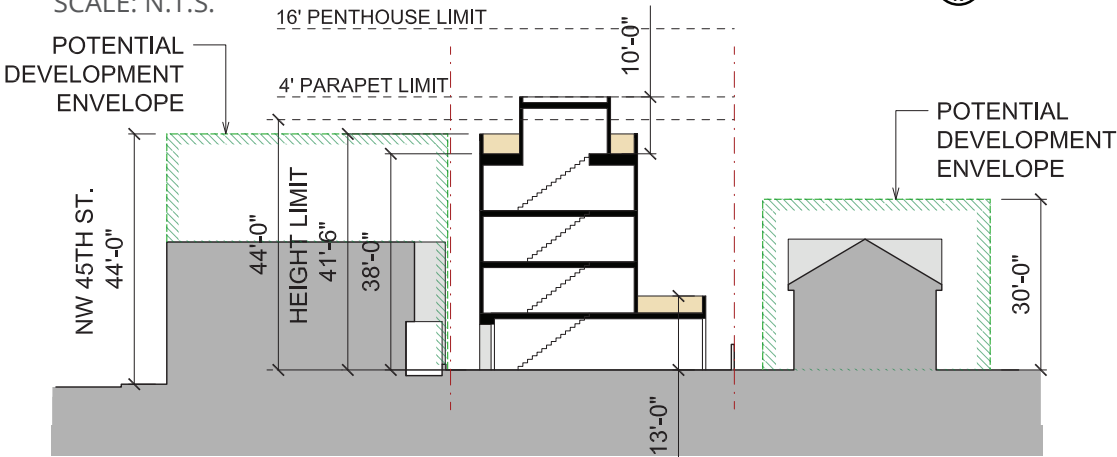 SCALE: N.T.S.
16' PENTHOUSE LIMIT
10'-0"
POTENTIAL
DEVELOPMENT
ENVELOPE
4' PARAPET LIMIT
POTENTIAL
DEVELOPMENT
ENVELOPE
NW 45TH ST.
44'-0"
44'-0"
HEIGHT LIMIT
41'-6"
38'-0"
30'-0"
13'-0"